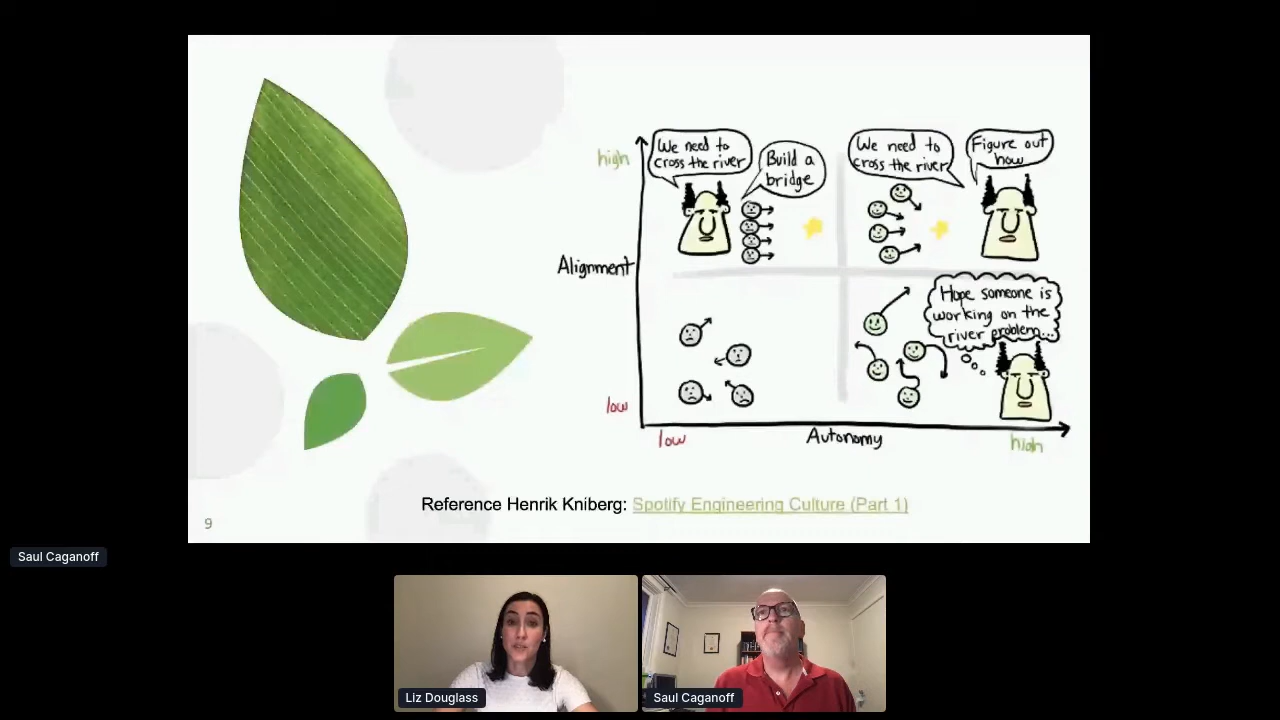 high
We need to
cross the river
Build a
bridge
We need to
cross the river
Figure out
how
Alignment
Hope someone is
working on the
river problem...
low
low
Autonomy
high
Reference Henrik Kniberg: Spotify Engineering Culture (Part 1)
9
Saul Caganoff
Liz Douglass
Saul Caganoff